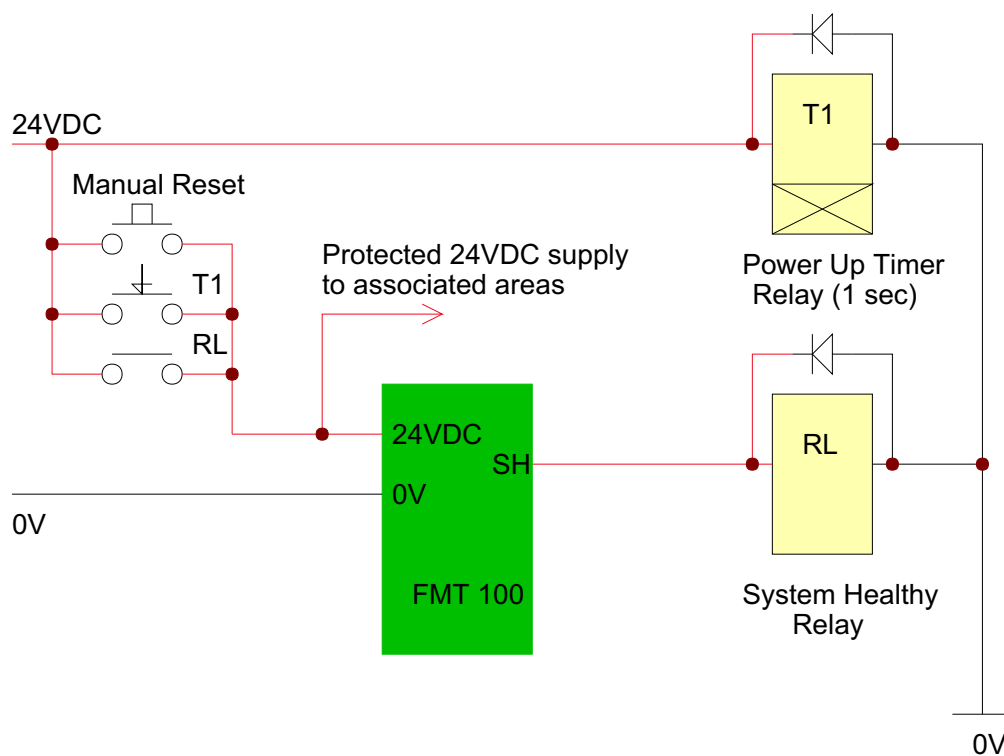 24VDC
T1
Manual Reset
Protected 24VDC supply
to associated areas
T1
Power Up Timer
Relay (1 sec)
RL
24VDC
SH
RL
0V
0V
FMT 100
System Healthy
Relay
0V